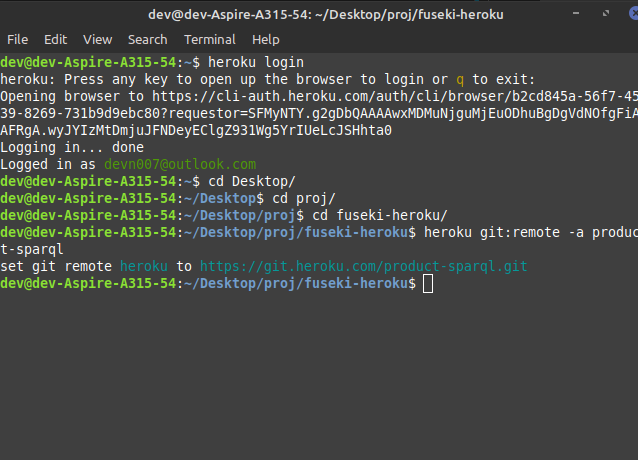 dev@dev-Aspire-A315-54: ~/Desktop/proj/fuseki-heroku
File Edit View Search Terminal Help
dev@dev-Aspire-A315-54:~$ heroku login
heroku: Press any key to open up the browser to login or q to exit:
Opening browser to https://cli-auth.heroku.com/auth/cli/browser/b2cd845a-56f7-45
39-8269-731b9d9ebc80?requestor=SFMyNTY.g2gDbQAAAAwxMDMuNjguMjEuODhuBgDgVdNOfgFiA
AFRgA.wyJYIzMtDmjuJFNDeyEClgZ931Wg5YrIUeLcJSHhta0
Logging in... done
Logged in as devn007@outlook.com
dev@dev-Aspire-A315-54:~$ cd Desktop/
dev@dev-Aspire-A315-54:~/Desktop$ cd proj/
dev@dev-Aspire-A315-54:~/Desktop/proj$ cd fuseki-heroku/
dev@dev-Aspire-A315-54:~/Desktop/proj/fuseki-heroku$ heroku git:remote -a produc
t-sparql
set git remote heroku to https://git.heroku.com/product-sparql.git
dev@dev-Aspire-A315-54:~/Desktop/proj/fuseki-heroku$